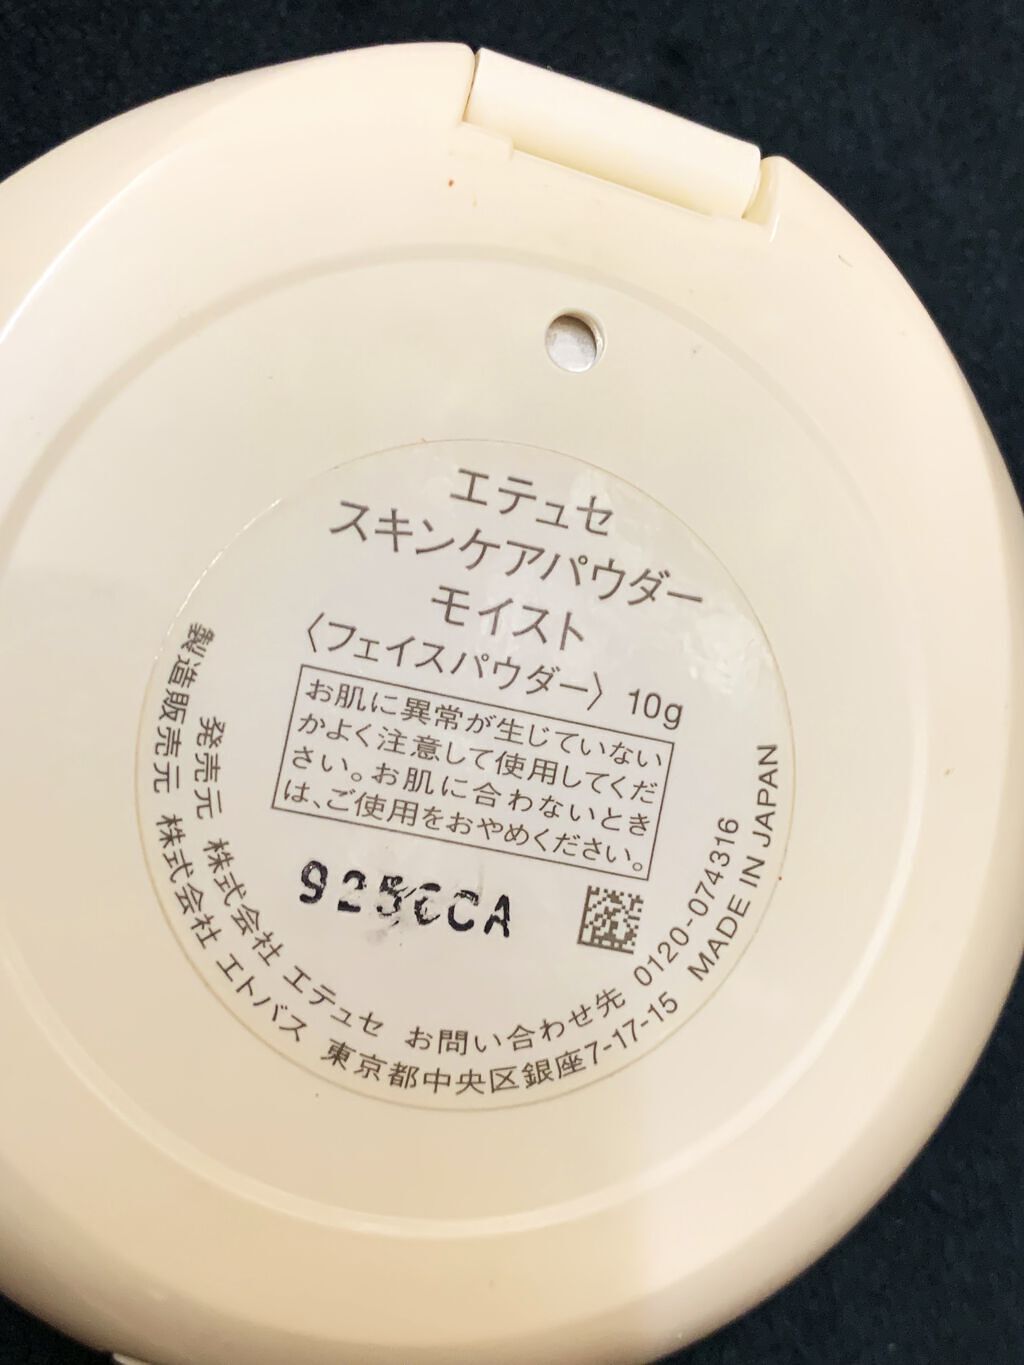 エテュセ
スキンケアパウダー
モイスト
〈フェイスパウダー〉 10g
お肌に異常が生じていない
かよく注意して使用してくだ
さい。お肌に合わないとき
は、ご使用をおやめください。
925CCA
発売元 株式会社 エテュセ お問い合わせ先 0120-074316
製造販売元 株式会社 エトバス 東京都中央区銀座7-17-15 MADE IN JAPAN